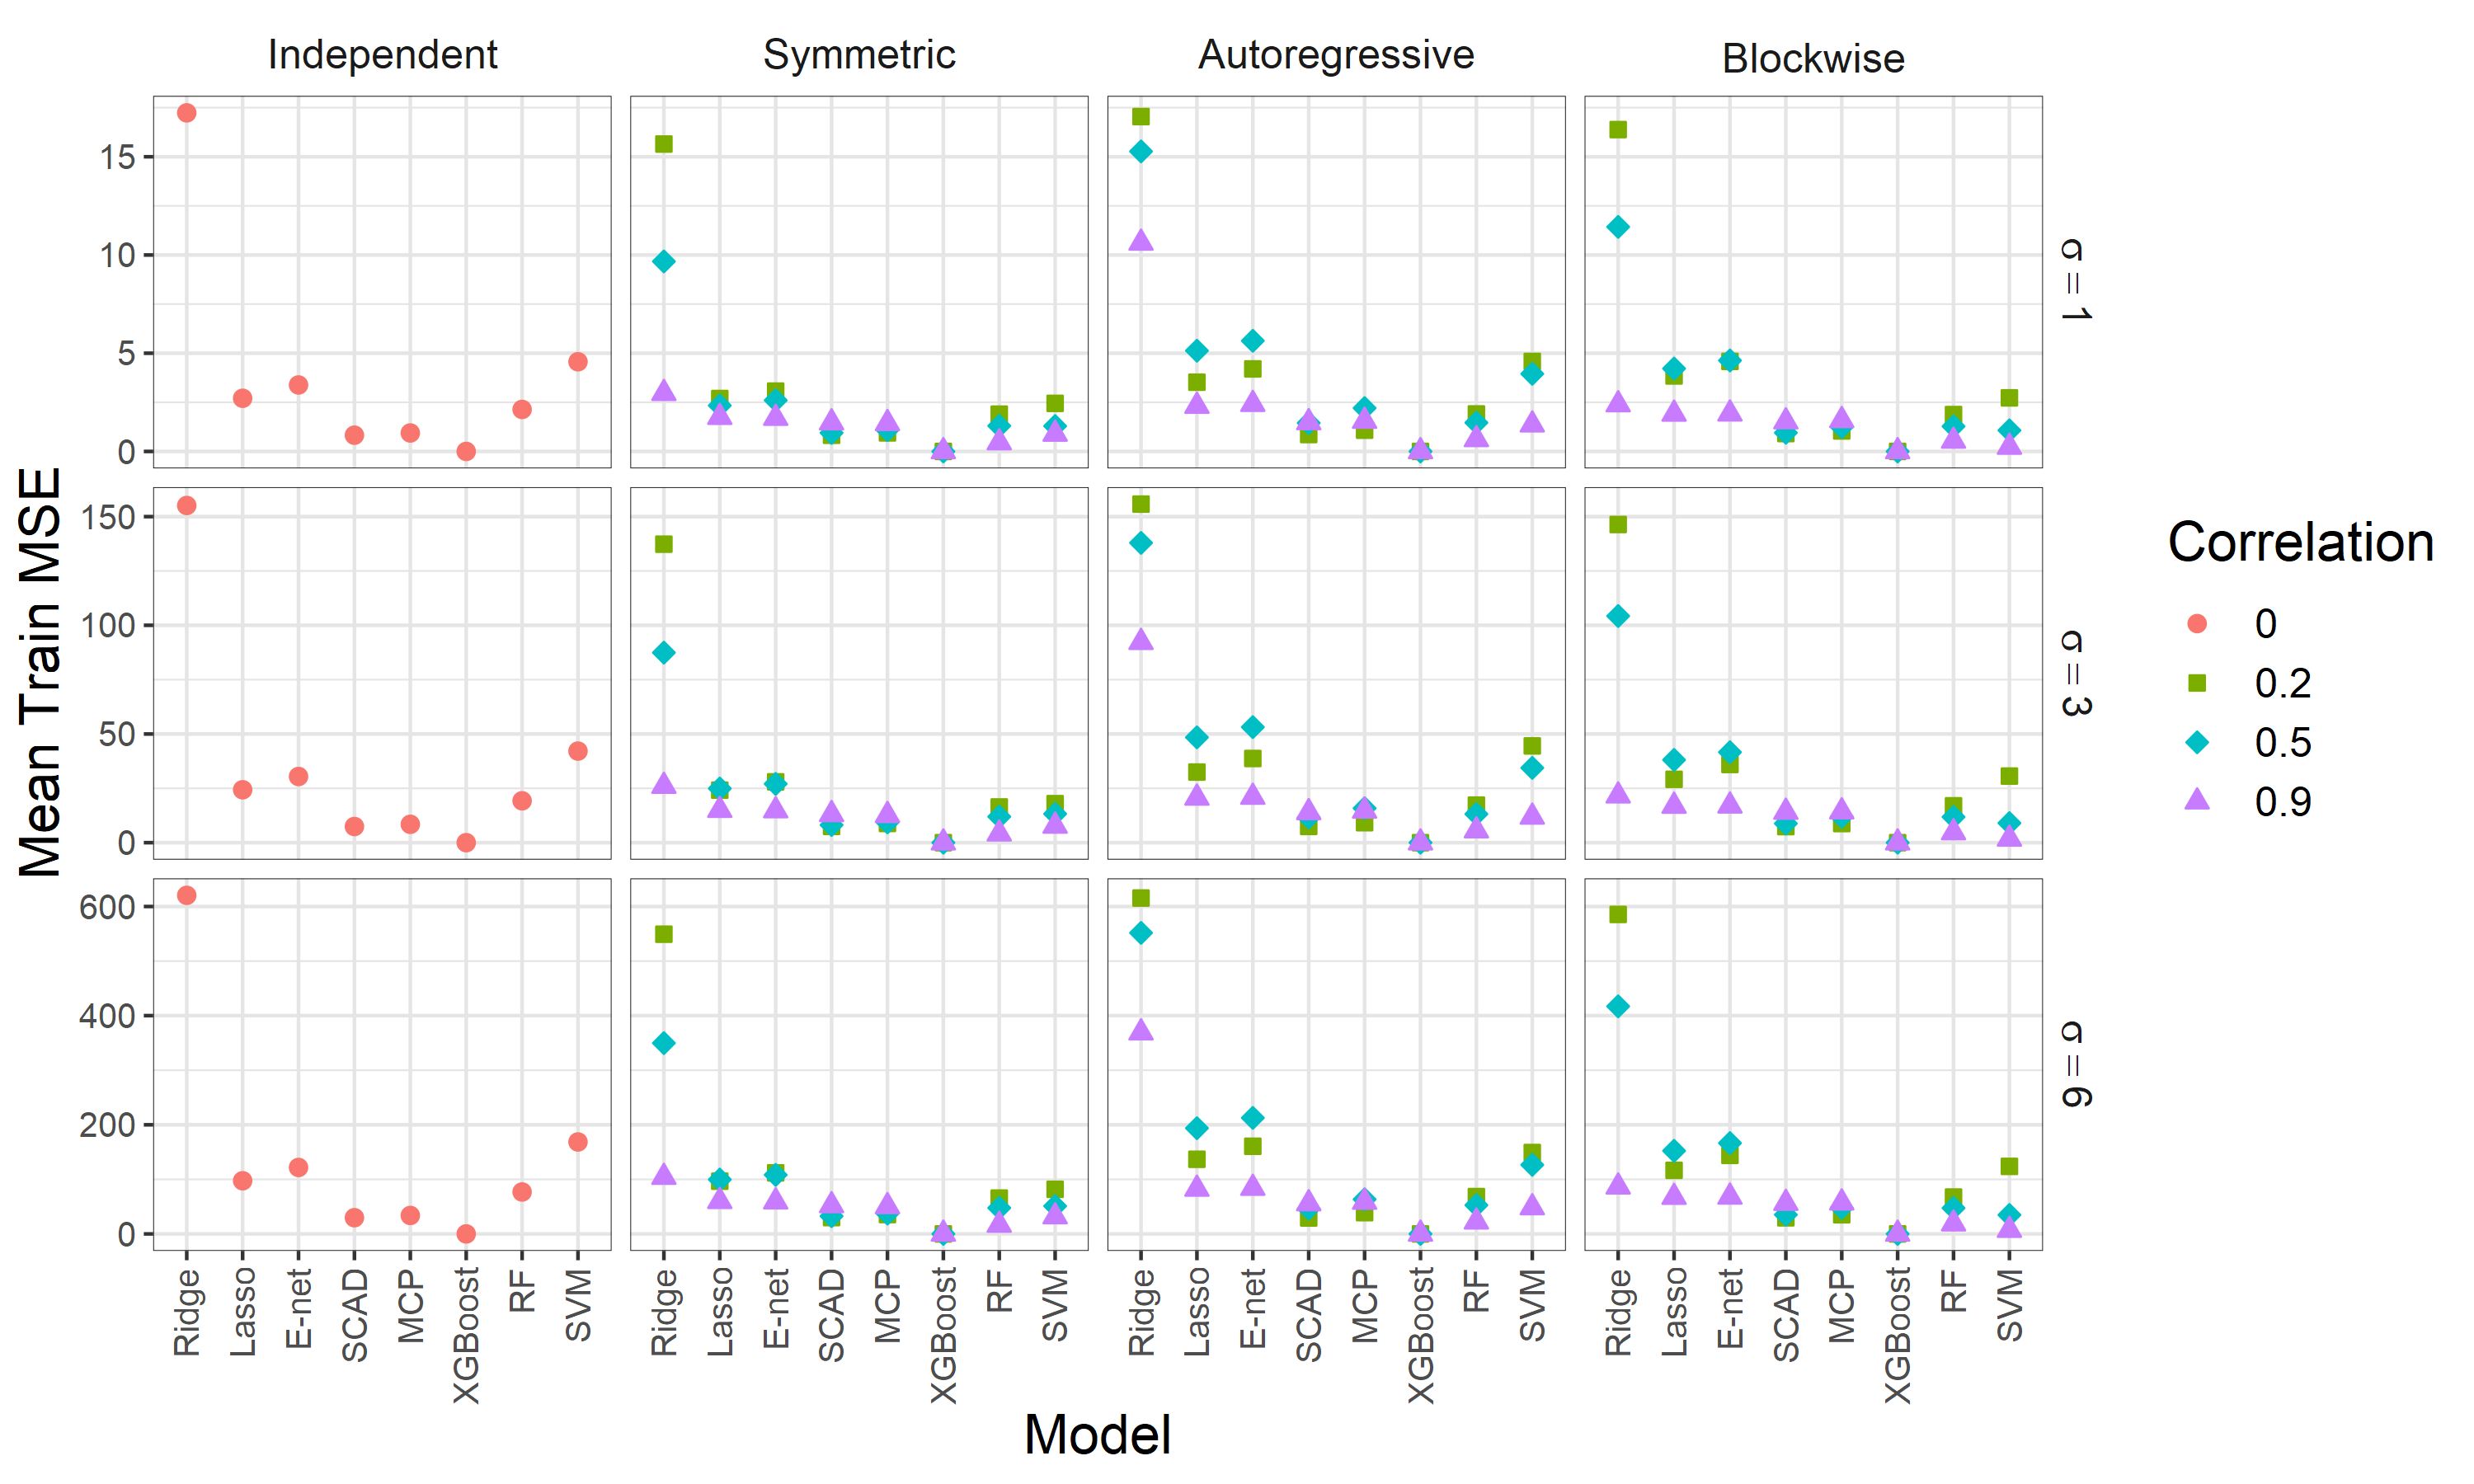 Independent
Symmetric
Autoregressive
Blockwise
Mean Train MSE
15
10
5
0
σ = 1
150
100
50
0
σ = 3
600
400
200
0
σ = 6
Ridge
Lasso
E-net
SCAD
MCP
XGBoost
RF
SVM
Ridge
Lasso
E-net
SCAD
MCP
XGBoost
RF
SVM
Ridge
Lasso
E-net
SCAD
MCP
XGBoost
RF
SVM
Ridge
Lasso
E-net
SCAD
MCP
XGBoost
RF
SVM
Model
Correlation
0
0.2
0.5
0.9